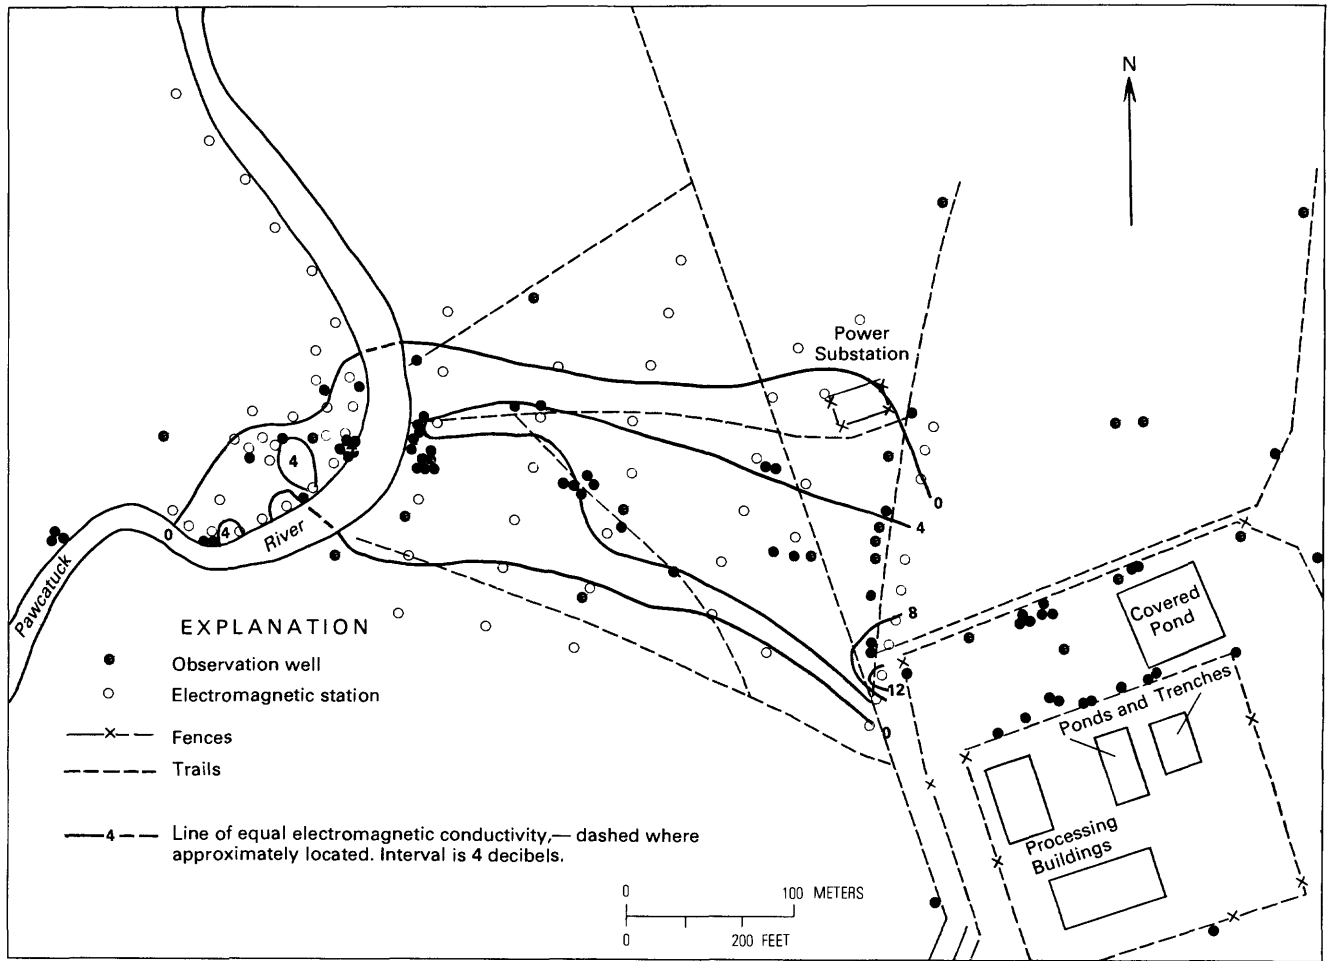 N
Power
Substation
0
4
4
0
4
River
Pawcatuck
8
12
0
Covered
Pond
Ponds and Trenches
Processing
Buildings
EXPLANATION
Observation well
Electromagnetic station
Fences
Trails
4 Line of equal electromagnetic conductivity,— dashed where
approximately located. Interval is 4 decibels.
0 100 METERS
0 200 FEET